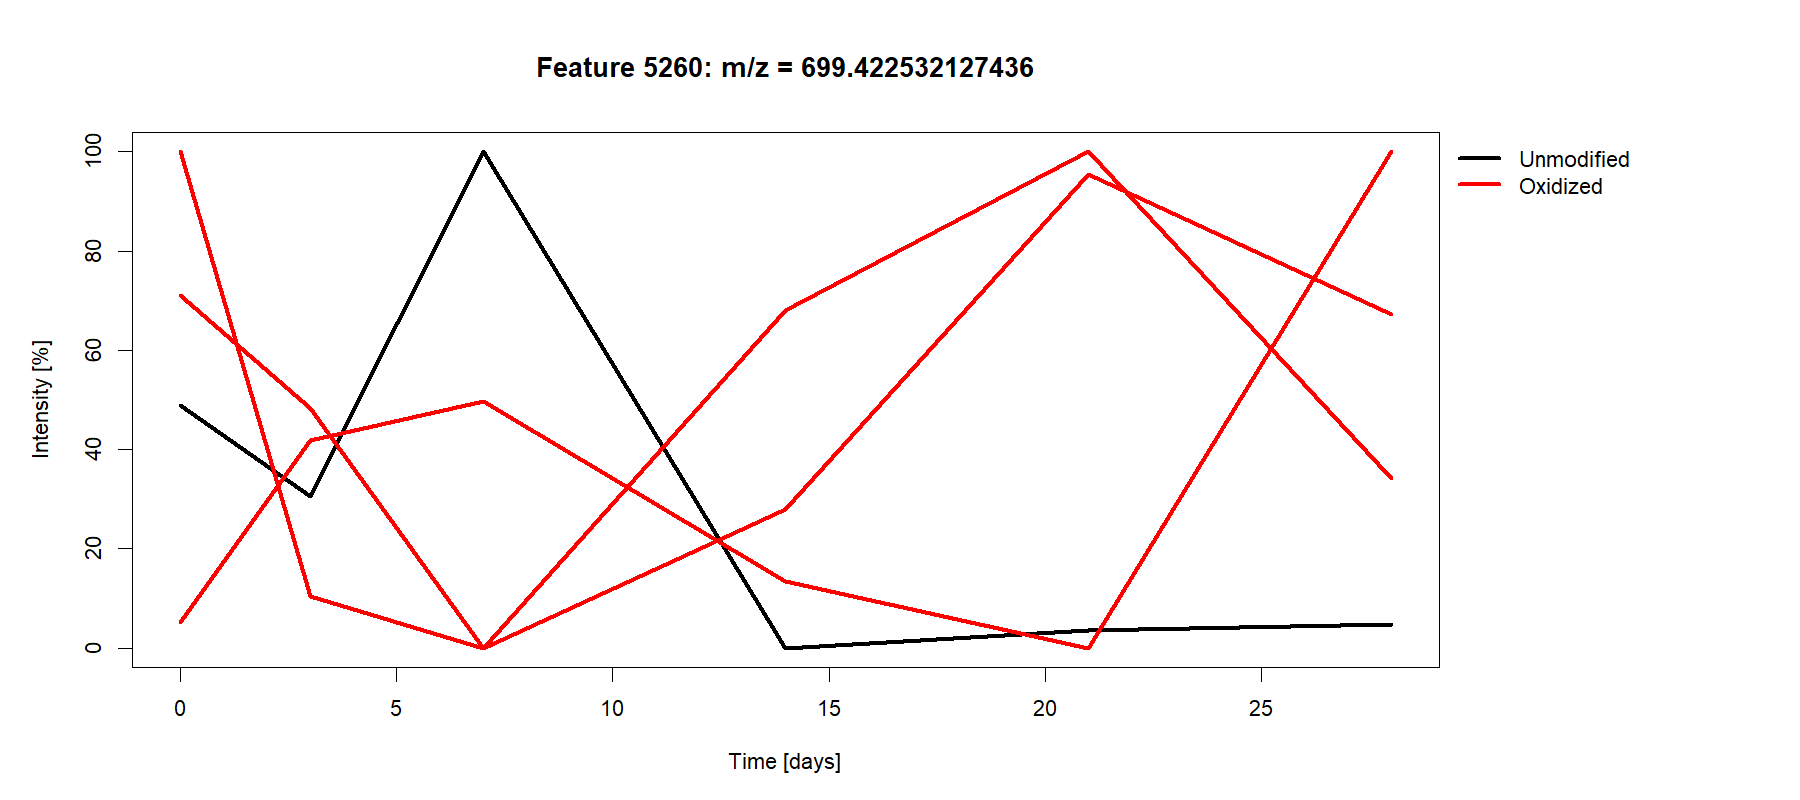 Feature 5260: m/z = 699.422532127436
Unmodified
Oxidized
Intensity [%]
100
80
60
40
20
0
0 5 10 15 20 25
Time [days]